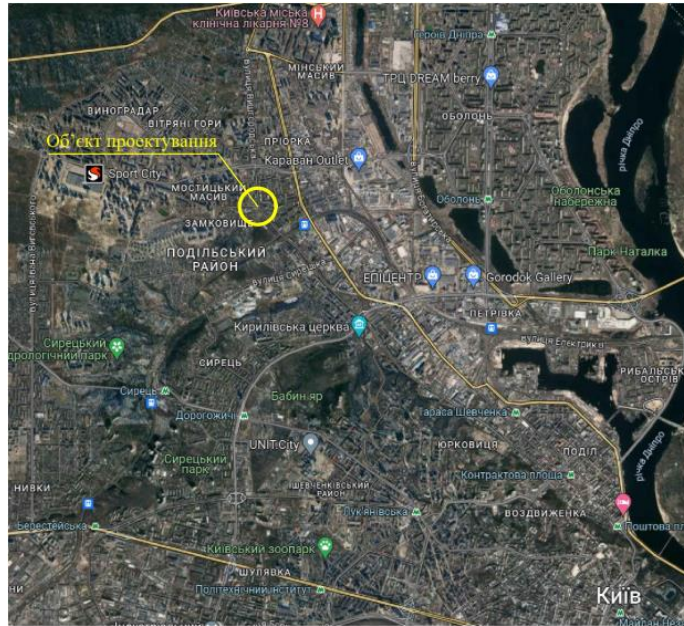 Київська міська
клінічна лікарня №8
Героїв Дніпра
МІНСЬКИЙ
МАСИВ
ТРЦ DREAM berry
ВИНОГРАДАР
ВІТРЯНІ ГОРИ
ОБОЛОНЬ
річка Дніпро
Об'єкт проектування
ПРІОРКА
Караван Outlet
Sport City
МОСТИЦЬКИЙ
МАСИВ
Оболонь
Оболонська
набережна
ЗАМКОВИЩЕ
ПОДІЛЬСЬКИЙ
РАЙОН
Парк Наталка
вулиця Сирецька
ЕПІЦЕНТР
Gorodok Gallery
ПЕТРІВКА
Кирилівська церква
вулиця Електриків
Сирецький
дрологічний парк
СИРЕЦЬ
РИБАЛЬСЬ
ОСТРІВ
Сирець
Бабин яр
Дорогожичі
Тараса Шевченка
UNIT.City
ЮРКОВИЦЯ
ПОДІЛ
річка Дніпро
Сирецький
парк
Контрактова площа
ШЕВЧЕНКІВСЬКИЙ
РАЙОН
НИВКИ
Лук'янівська
ВОЗДВИЖЕНКА
Берестейська
Поштова пл
Київський зоопарк
ШУЛЯВКА
Політехнічний інститут
Київ